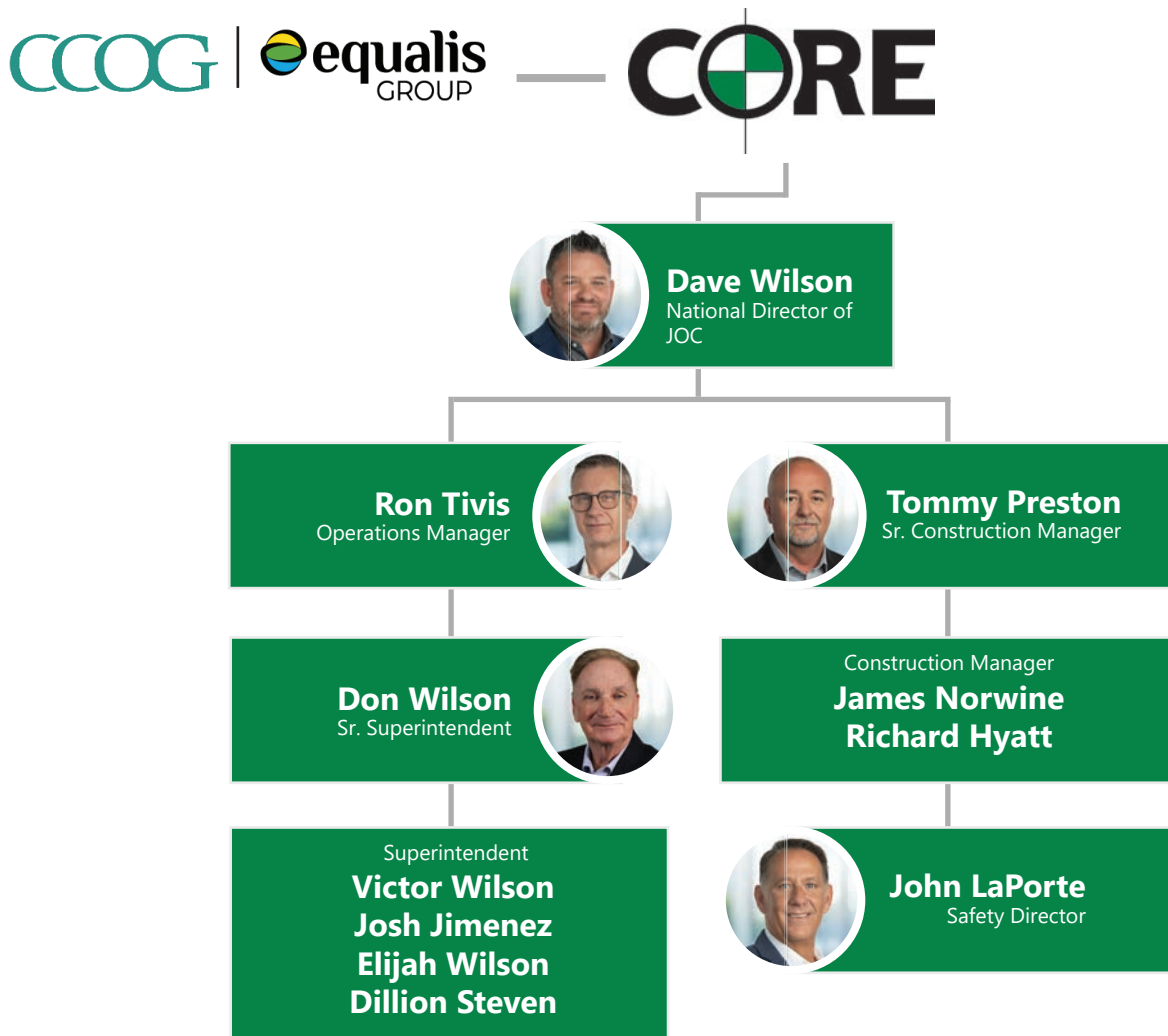 CCOG
equalis
GROUP
CORE
Dave Wilson
National Director of
JOC
Ron Tivis
Operations Manager
Tommy Preston
Sr. Construction Manager
Don Wilson
Sr. Superintendent
Construction Manager
James Norwine
Richard Hyatt
Superintendent
Victor Wilson
Josh Jimenez
Elijah Wilson
Dillion Steven
John LaPorte
Safety Director